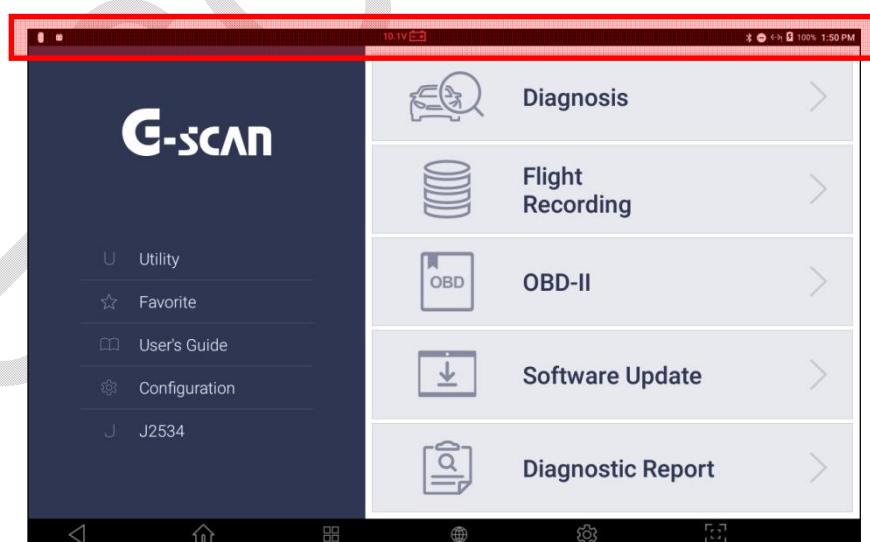 10.1V
100% 1:50 PM
G-scan
Diagnosis
Flight
Recording
U Utility
OBD
OBD-II
Favorite
User's Guide
Configuration
Software Update
J J2534
Diagnostic Report